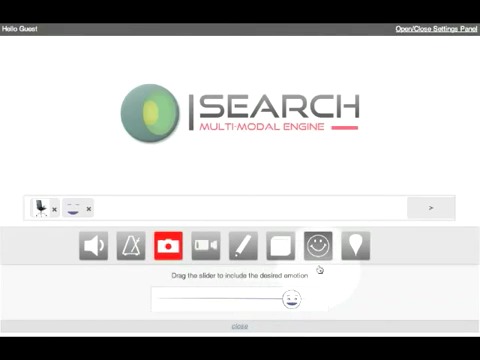 Hello Guest
Open/Close Settings Panel
|SEARCH
MULTI-MODAL ENGINE
x x >
Drag the slider to include the desired emotion
close